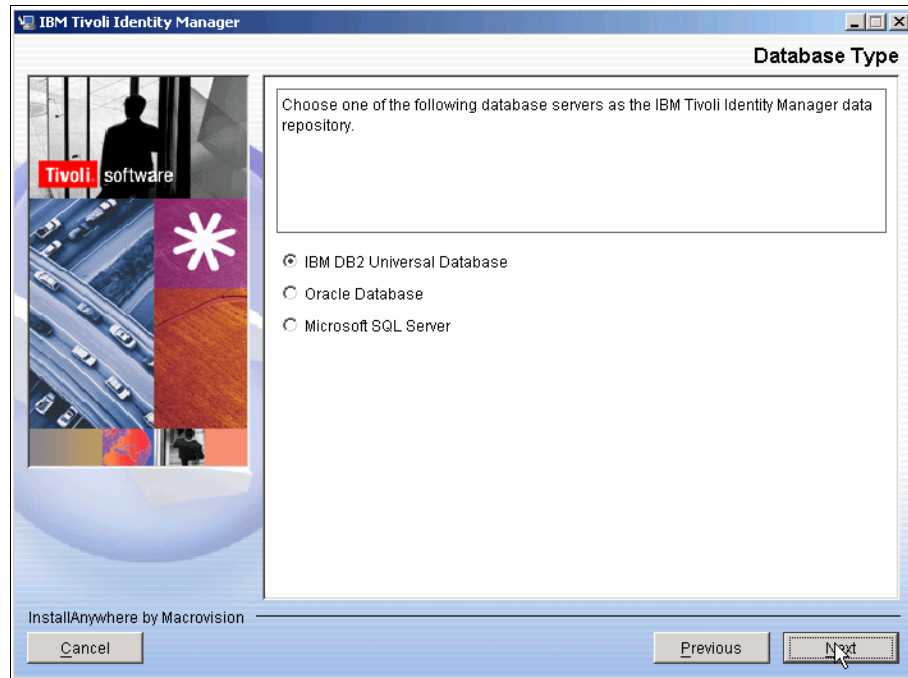 IBM Tivoli Identity Manager
Database Type
Choose one of the following database servers as the IBM Tivoli Identity Manager data
repository.
Tivoli. software
IBM DB2 Universal Database
Oracle Database
Microsoft SQL Server
InstallAnywhere by Macrovision
Cancel
Previous
Next